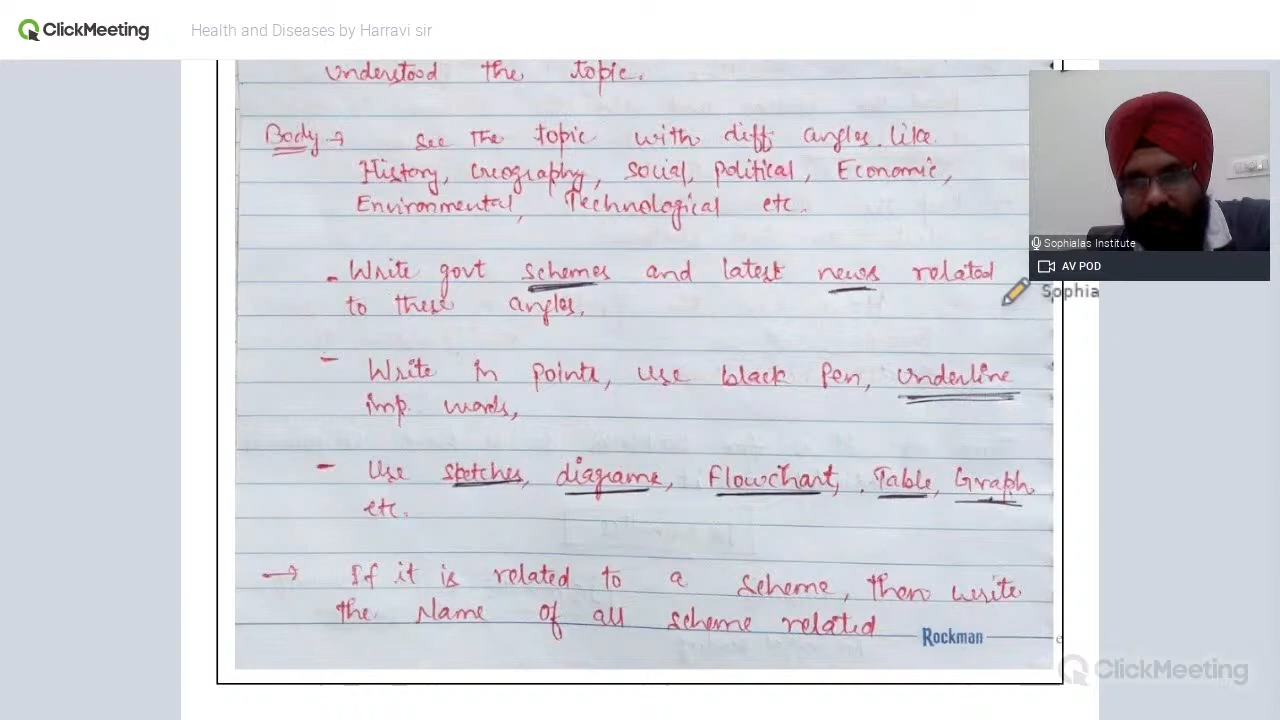 ClickMeeting
Health and Diseases by Harravi sir
Understood the topic.
Body → See the topic with diff angles like
History, Geography, social, political, Economic,
Environmental, Technological etc.
- Write govt schemes and latest news related
to these angles.
- Write in points, use black pen, underline
imp. words,
- Use sketches, diagrams, Flowchart, Table, Graph
etc.
→ If it is related to a scheme, then write
the Name of all scheme related
Rockman
Sophialas Institute
AV POD
Sophia
ClickMeeting